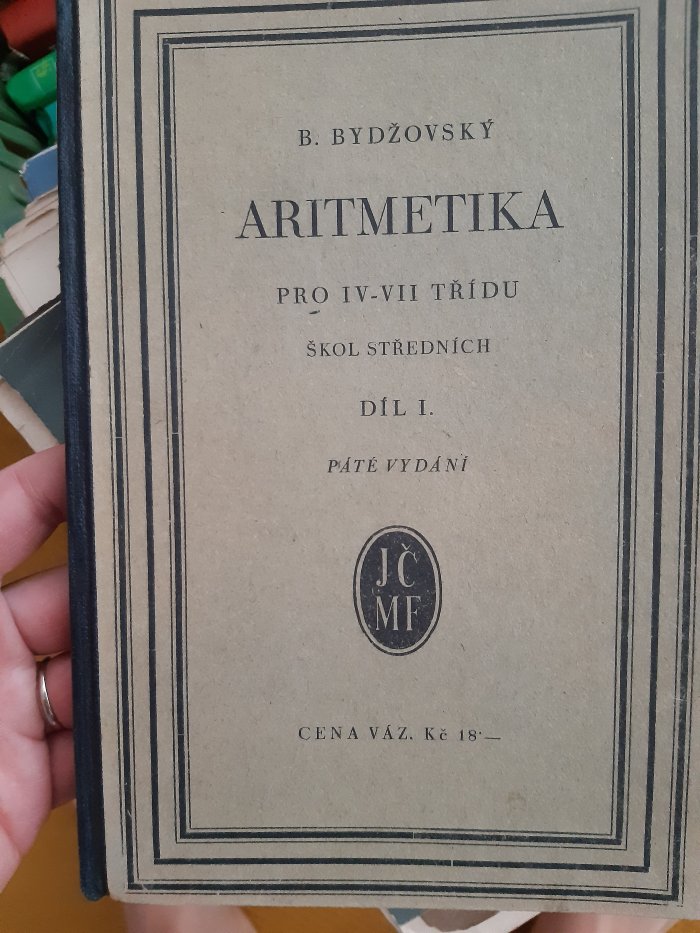 B. BYDŽOVSKÝ
ARITMETIKA
PRO IV-VII TŘÍDU
ŠKOL STŘEDNÍCH
DÍL I.
PÁTÉ VYDÁNÍ
JČ
MF
CENA VÁZ. Kč 18·—